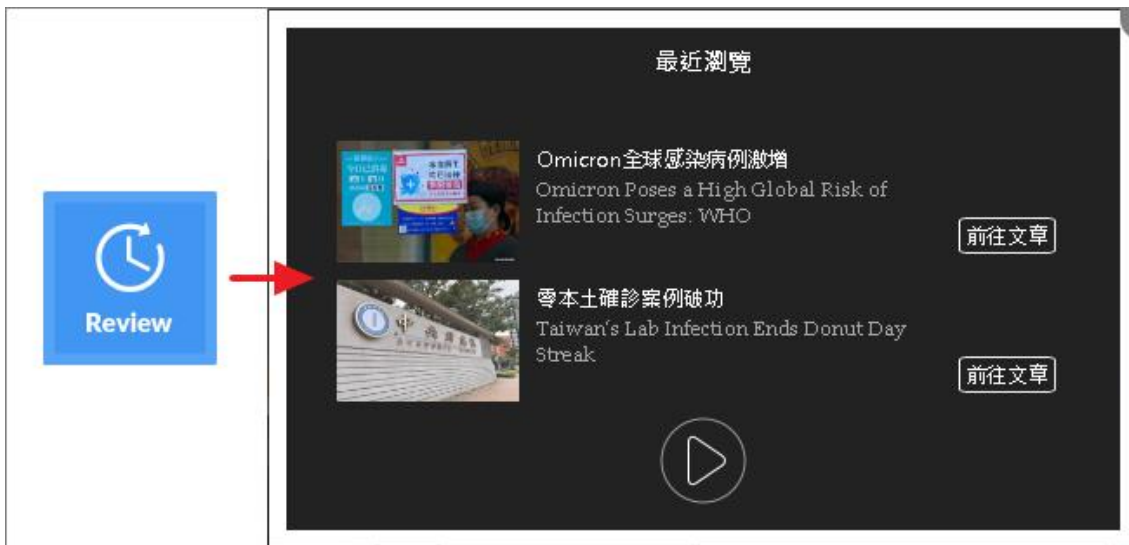 Review
最近瀏覽
Omicron全球感染病例激增
Omicron Poses a High Global Risk of
Infection Surges: WHO
前往文章
零本土確診案例破功
Taiwan's Lab Infection Ends Donut Day
Streak
前往文章